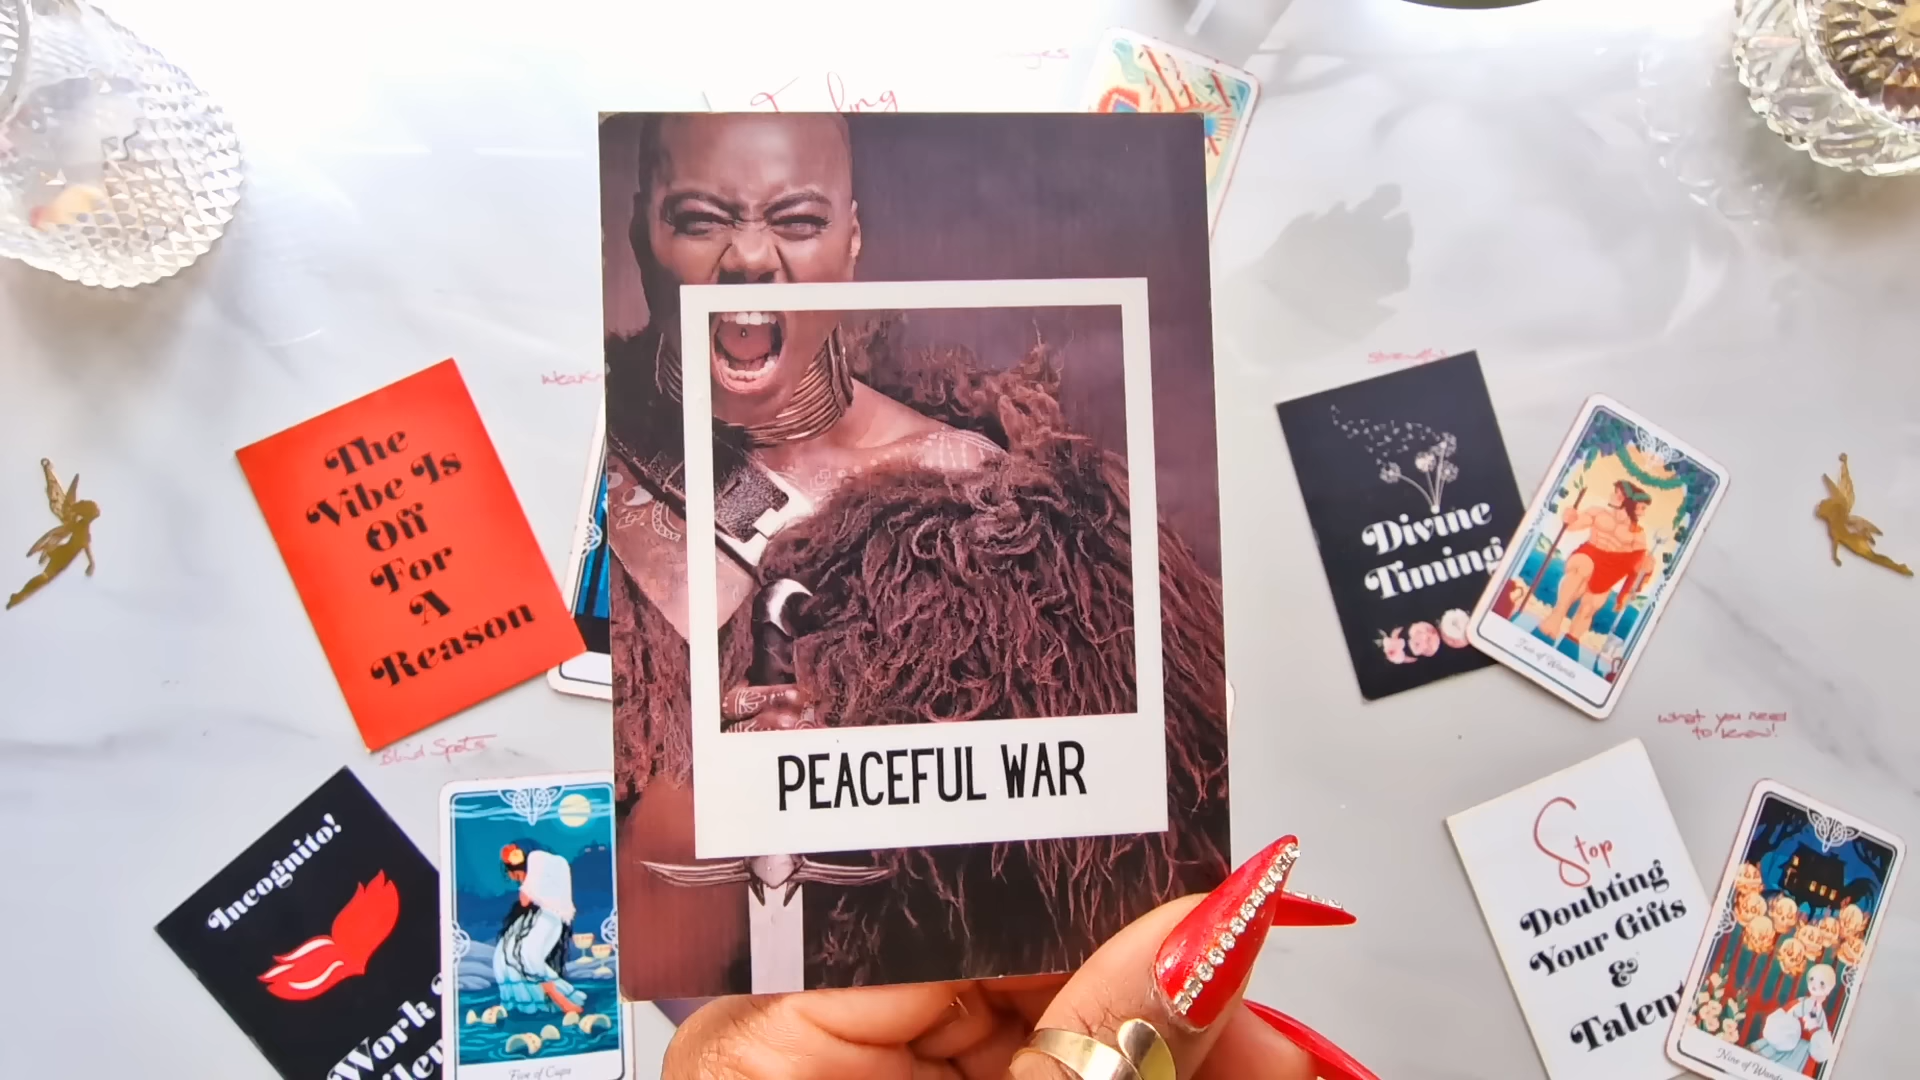 The
Vibe Is
Off
For
A
Reason
Blind Spots
Incognito!
Work
Five of Cups
PEACEFUL WAR
Divine
Timing
Two of Wands
What you need
to know!
Stop
Doubting
Your Gifts
&
Talent
Nine of Wands